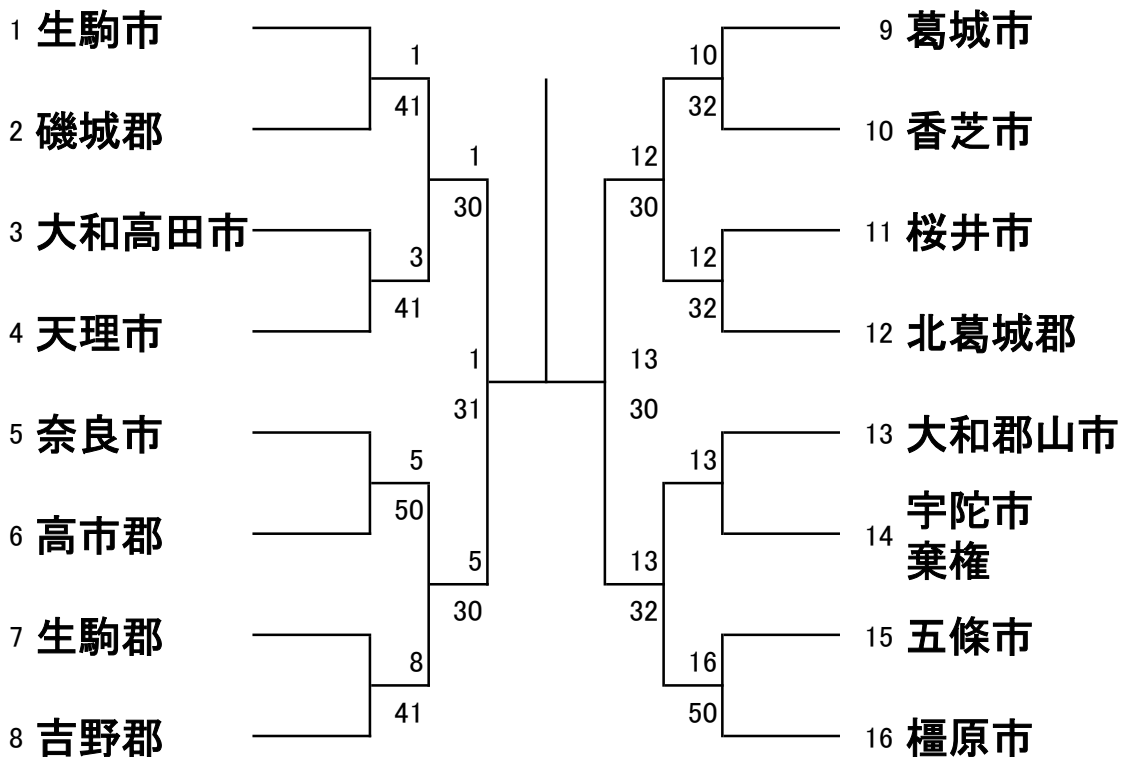 1 生駒市
2 磯城郡
3 大和高田市
4 天理市
5 奈良市
6 高市郡
7 生駒郡
8 吉野郡
1
41
3
41
5
50
8
41
1
30
5
30
1
31
13
30
12
30
13
32
10
32
12
32
13
16
50
9 葛城市
10 香芝市
11 桜井市
12 北葛城郡
13 大和郡山市
14 宇陀市
棄権
15 五條市
16 橿原市